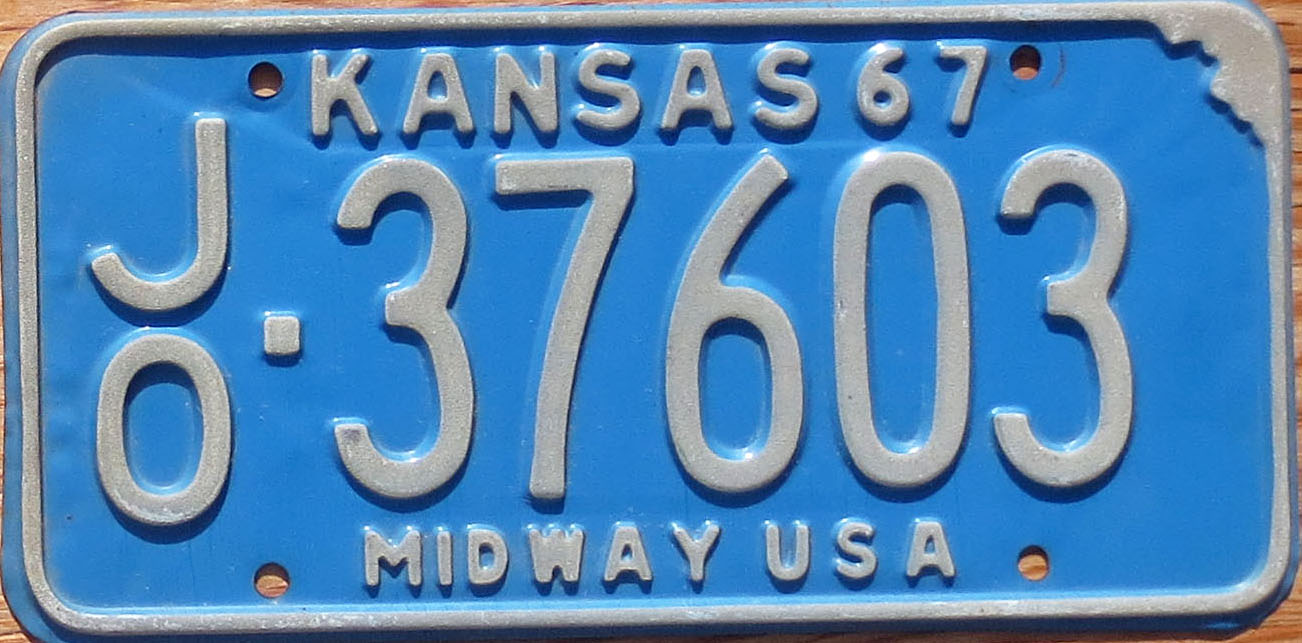 KANSAS 67
JO·37603
MIDWAY USA